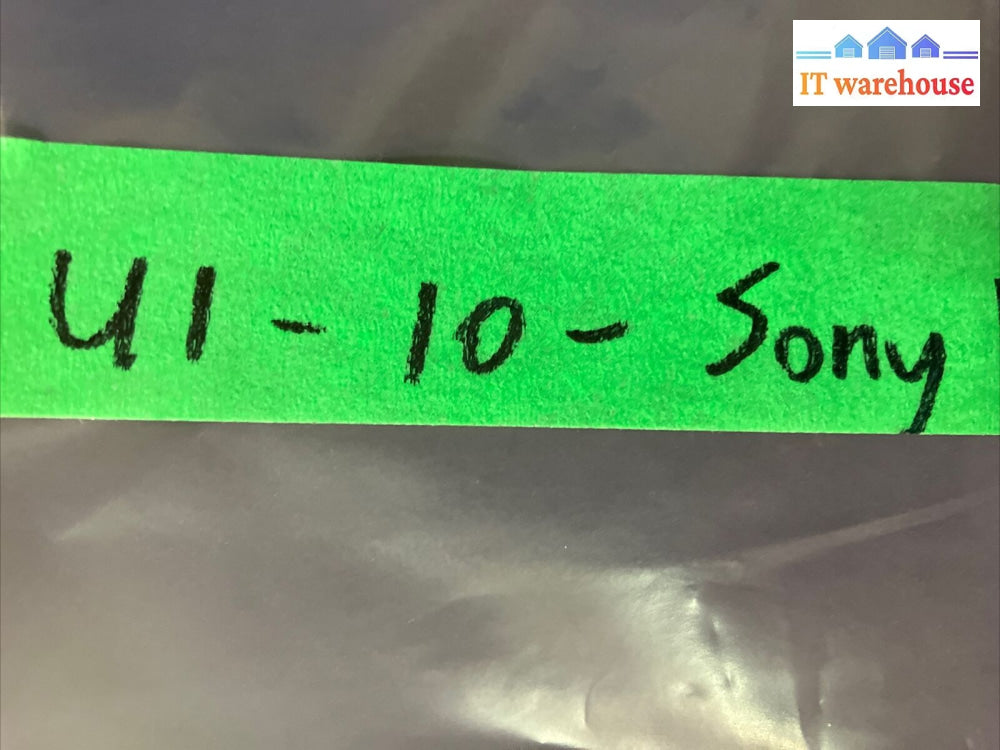 IT warehouse
U1 - 10 - Sony